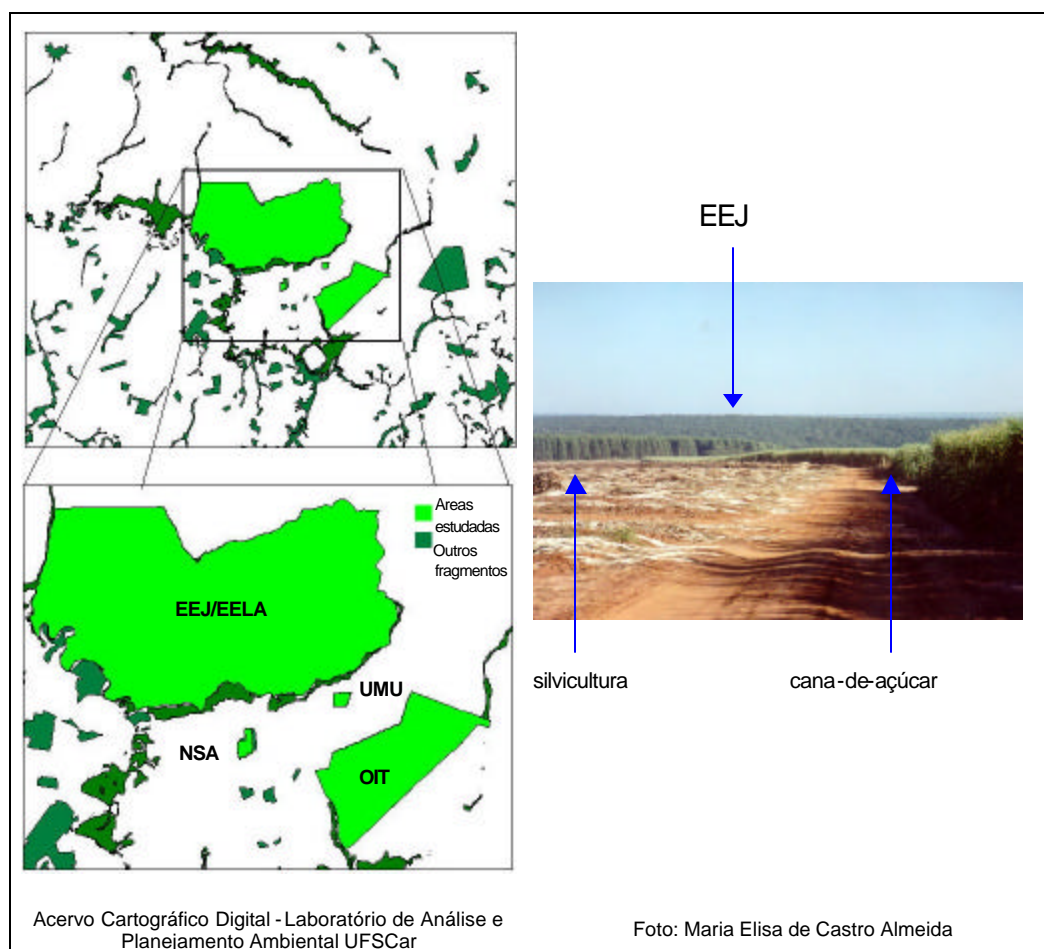 Areas
estudadas
Outros
fragmentos
EEJ/EELA
UMU
NSA
OIT
Acervo Cartográfico Digital - Laboratório de Análise e
Planejamento Ambiental UFSCar
EEJ
silvicultura
cana-de-açúcar
Foto: Maria Elisa de Castro Almeida